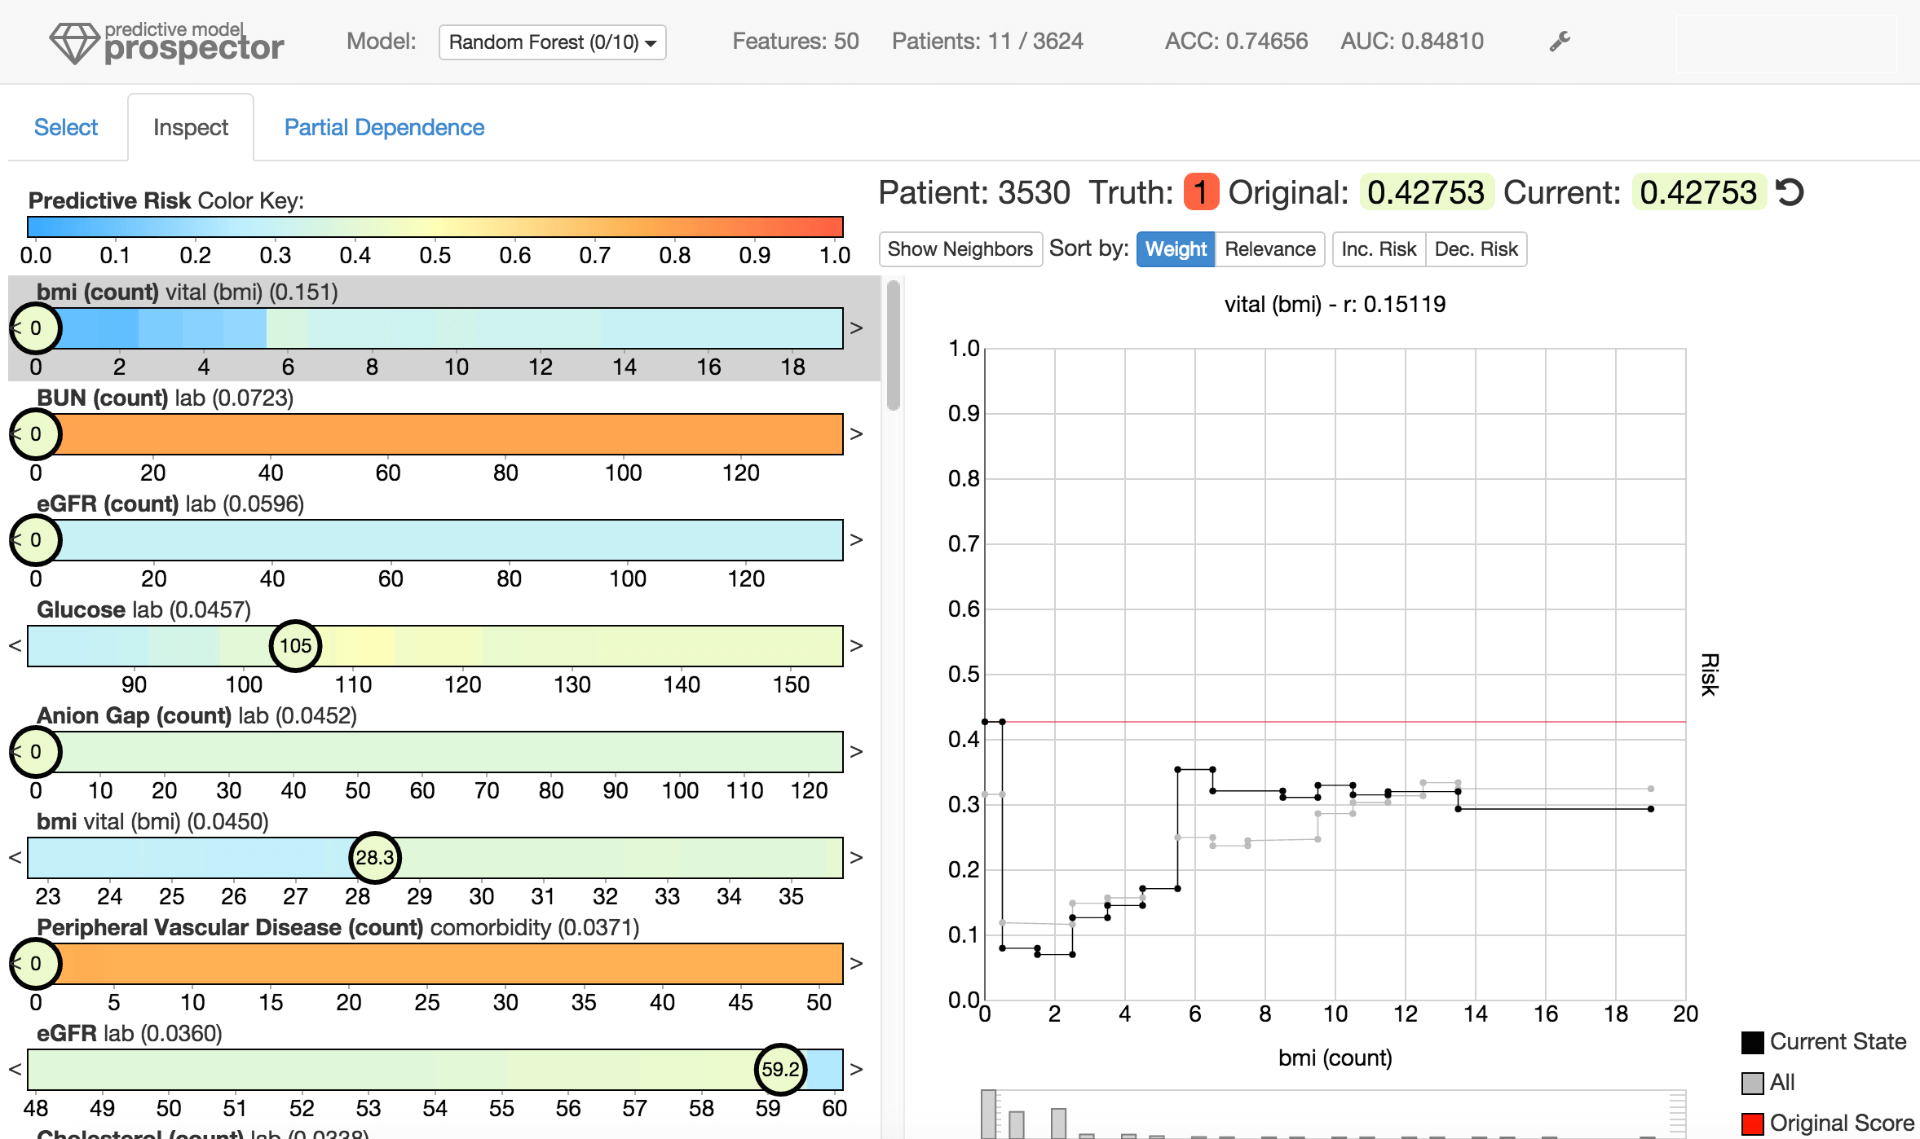 predictive model
prospector
Model: Random Forest (0/10) Features: 50 Patients: 11 / 3624 ACC: 0.74656 AUC: 0.84810
Select Inspect Partial Dependence
Predictive Risk Color Key:
0.0 0.1 0.2 0.3 0.4 0.5 0.6 0.7 0.8 0.9 1.0
bmi (count) vital (bmi) (0.151)
< 0 >
0 2 4 6 8 10 12 14 16 18
BUN (count) lab (0.0723)
< 0 >
0 20 40 60 80 100 120
eGFR (count) lab (0.0596)
< 0 >
0 20 40 60 80 100 120
Glucose lab (0.0457)
< 105 >
90 100 110 120 130 140 150
Anion Gap (count) lab (0.0452)
< 0 >
0 10 20 30 40 50 60 70 80 90 100 110 120
bmi vital (bmi) (0.0450)
< 28.3 >
23 24 25 26 27 28 29 30 31 32 33 34 35
Peripheral Vascular Disease (count) comorbidity (0.0371)
< 0 >
0 5 10 15 20 25 30 35 40 45 50
eGFR lab (0.0360)
< 59.2 >
48 49 50 51 52 53 54 55 56 57 58 59 60
Cholesterol (count) lab (0.0338)
Patient: 3530 Truth: 1 Original: 0.42753 Current: 0.42753
Show Neighbors Sort by: Weight Relevance Inc. Risk Dec. Risk
vital (bmi) - r: 0.15119
1.0
0.9
0.8
0.7
0.6
0.5
0.4
0.3
0.2
0.1
0.0
Risk
0 2 4 6 8 10 12 14 16 18 20
bmi (count)
Current State
All
Original Score